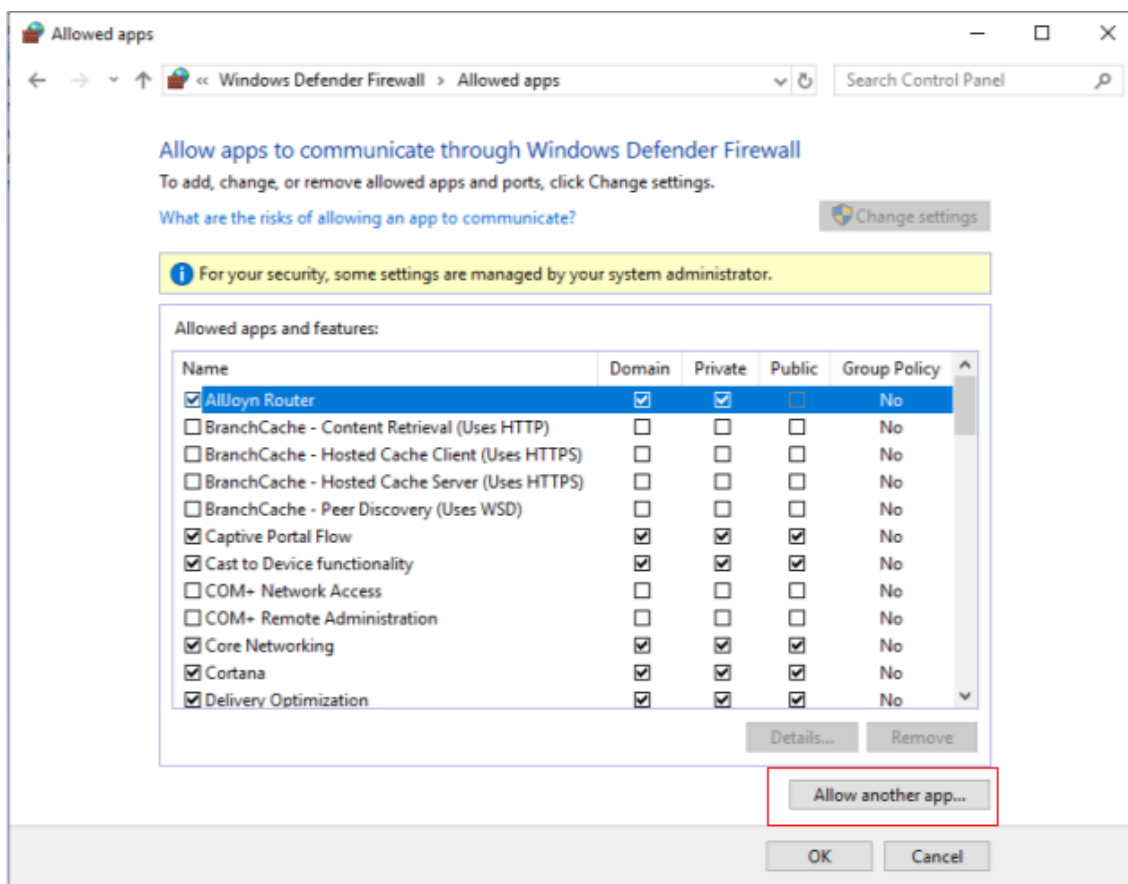 Allowed apps
« Windows Defender Firewall > Allowed apps Search Control Panel
Allow apps to communicate through Windows Defender Firewall
To add, change, or remove allowed apps and ports, click Change settings.
What are the risks of allowing an app to communicate? Change settings
For your security, some settings are managed by your system administrator.
Allowed apps and features:
Name Domain Private Public Group Policy
AllJoyn Router No
BranchCache - Content Retrieval (Uses HTTP) No
BranchCache - Hosted Cache Client (Uses HTTPS) No
BranchCache - Hosted Cache Server (Uses HTTPS) No
BranchCache - Peer Discovery (Uses WSD) No
Captive Portal Flow No
Cast to Device functionality No
COM+ Network Access No
COM+ Remote Administration No
Core Networking No
Cortana No
Delivery Optimization No
Details... Remove
Allow another app...
OK Cancel